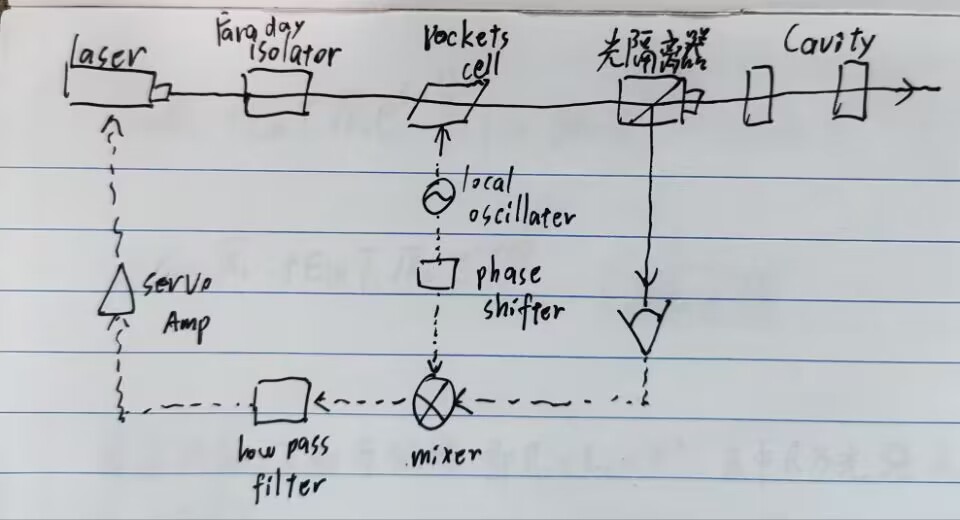 laser
Faraday
isolator
pockets
cell
光隔离器
Cavity
local
oscillater
phase
shifter
servo
Amp
low pass
filter
mixer